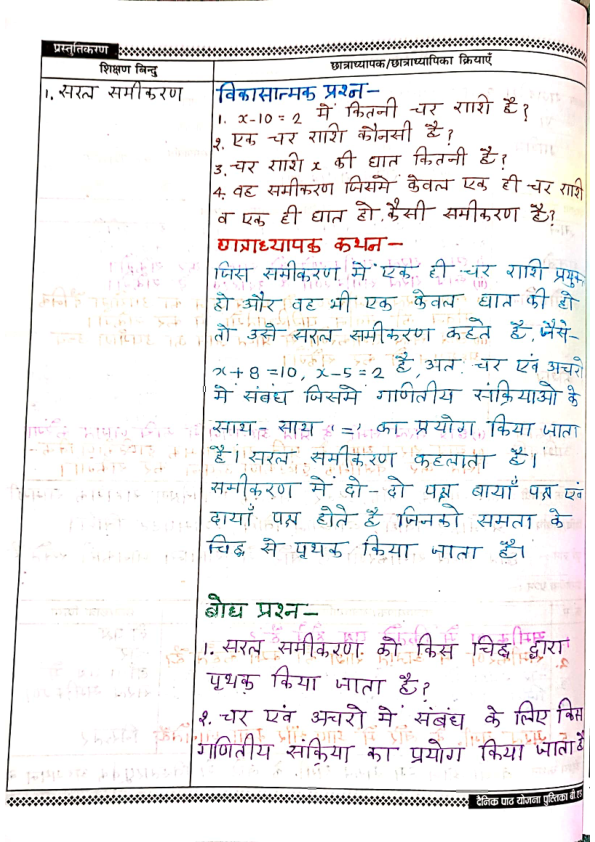 प्रस्तुतिकरण
शिक्षण बिन्दु
छात्राध्यापक/छात्राध्यापिका क्रियाएँ
1. सरल समीकरण
विकासात्मक प्रश्न–
1. x-10=2 में कितनी चर राशि है?
2. एक चर राशि कौनसी है?
3. चर राशि x की घात कितनी है?
4. वह समीकरण जिसमें केवल एक ही चर राशि
व एक ही घात हो कैसी समीकरण है?
छात्राध्यापक कथन–
जिस समीकरण में एक ही चर राशि प्रयुक्त
हो और वह भी एक केवल घात की हो
तो उसे सरल समीकरण कहते है, जैसे-
x+8=10, x-5=2 है, अतः चर एवं अचरो
में संबंध जिसमें गणितीय संक्रियाओ के
साथ-साथ '=' का प्रयोग किया जाता
है। सरल समीकरण कहलाता है।
समीकरण में दो-दो पक्ष बायाँ पक्ष एवं
दायाँ पक्ष होते है जिनको समता के
चिह्न से पृथक किया जाता है।
बोध प्रश्न–
1. सरल समीकरण को किस चिह्न द्वारा
पृथक किया जाता है?
2. चर एवं अचरो में संबंध के लिए किस
गणितीय संक्रिया का प्रयोग किया जाता है
दैनिक पाठ योजना पुस्तिका बी.